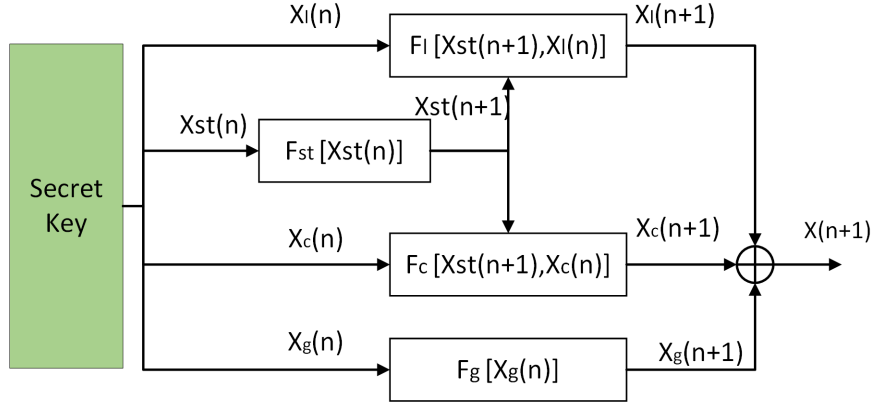 Xl(n)
Fl [Xst(n+1),Xl(n)]
Xl(n+1)
Xst(n)
Fst [Xst(n)]
Xst(n+1)
Secret
Key
Xc(n)
Fc [Xst(n+1),Xc(n)]
Xc(n+1)
X(n+1)
Xg(n)
Fg [Xg(n)]
Xg(n+1)